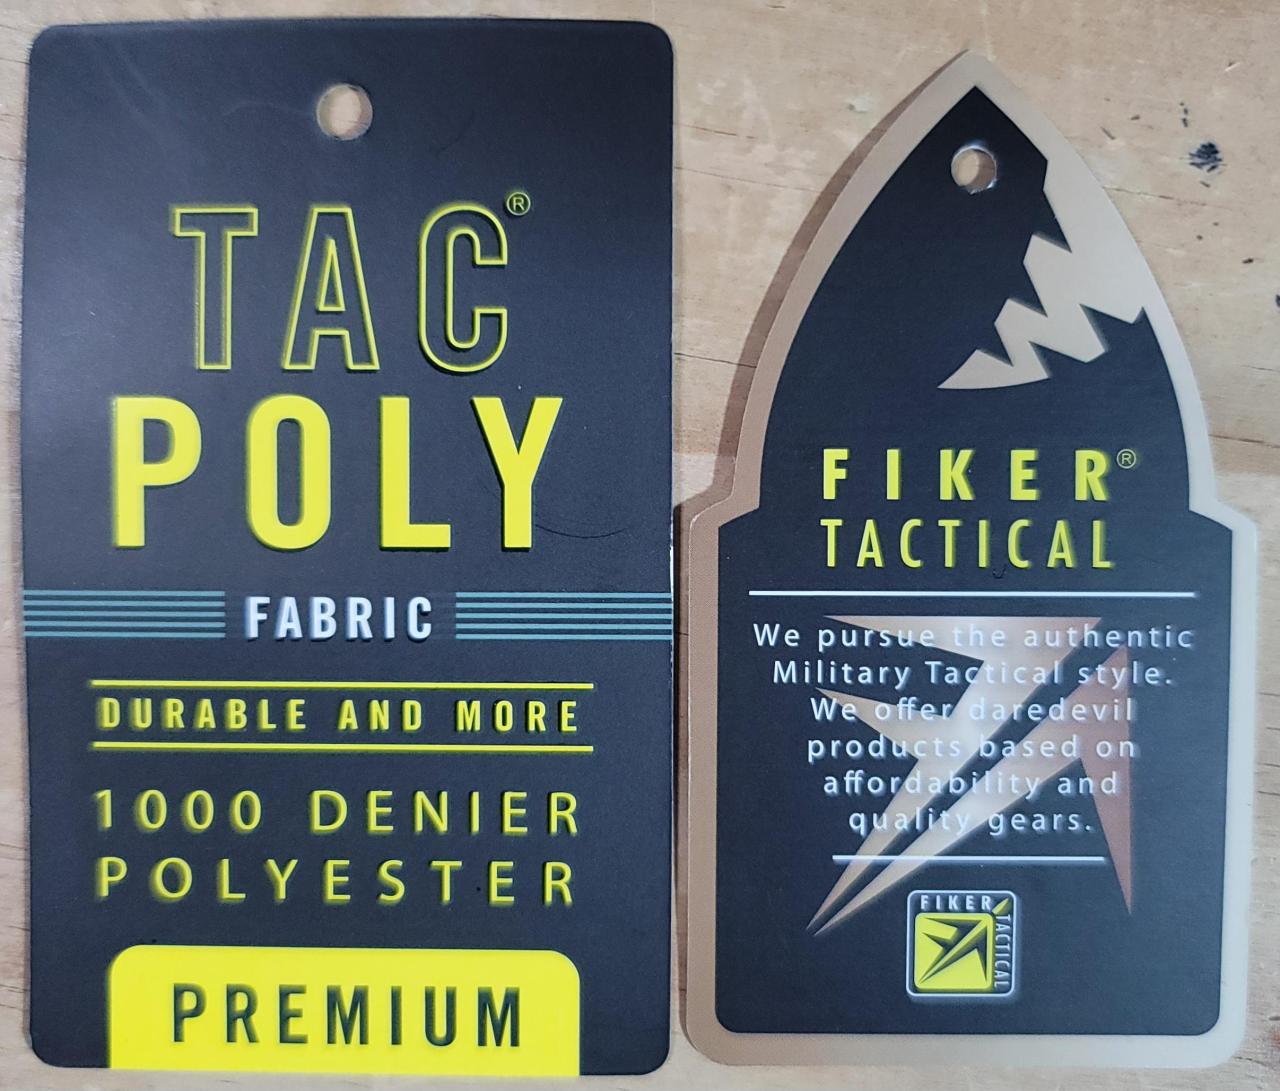 TAC®
POLY
FABRIC
DURABLE AND MORE
1000 DENIER
POLYESTER
PREMIUM
FIKER®
TACTICAL
We pursue the authentic
Military Tactical style.
We offer daredevil
products based on
affordability and
quality gears.
FIKER
TACTICAL